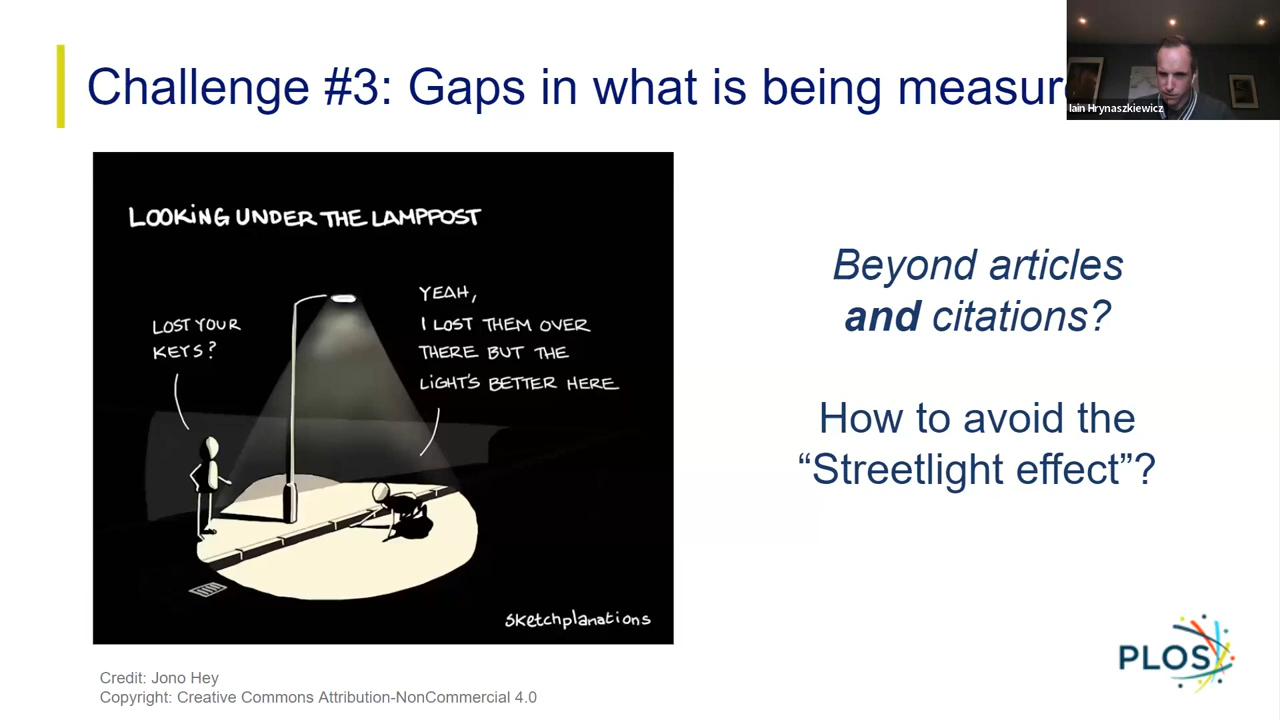 Challenge #3: Gaps in what is being measur
Iain Hrynaszkiewicz
LOOKING UNDER THE LAMPPOST
LOST YOUR
KEYS?
YEAH,
I LOST THEM OVER
THERE BUT THE
LIGHT'S BETTER HERE
sketchplanations
Beyond articles
and citations?
How to avoid the
“Streetlight effect”?
PLOS
Credit: Jono Hey
Copyright: Creative Commons Attribution-NonCommercial 4.0